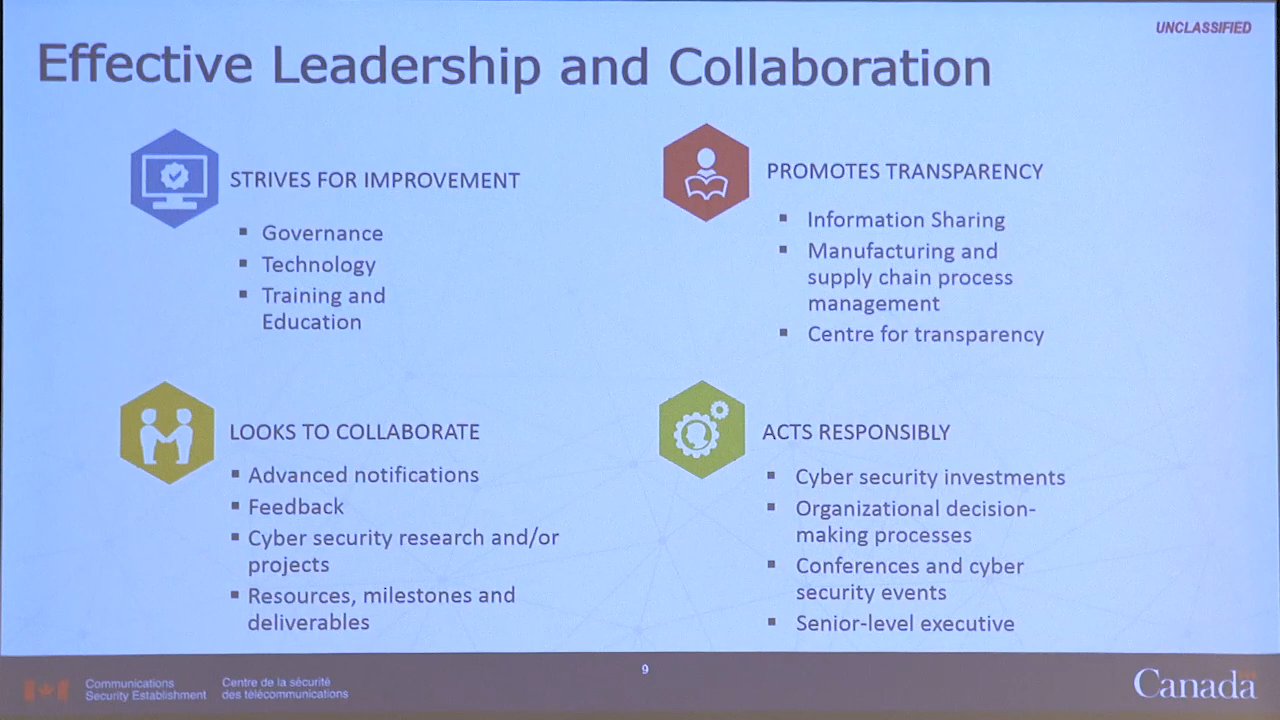 UNCLASSIFIED
Effective Leadership and Collaboration
STRIVES FOR IMPROVEMENT
▪ Governance
▪ Technology
▪ Training and
Education
PROMOTES TRANSPARENCY
▪ Information Sharing
▪ Manufacturing and
supply chain process
management
▪ Centre for transparency
LOOKS TO COLLABORATE
▪ Advanced notifications
▪ Feedback
▪ Cyber security research and/or
projects
▪ Resources, milestones and
deliverables
ACTS RESPONSIBLY
▪ Cyber security investments
▪ Organizational decision-
making processes
▪ Conferences and cyber
security events
▪ Senior-level executive
Communications
Security Establishment
Centre de la sécurité
des télécommunications
9
Canada